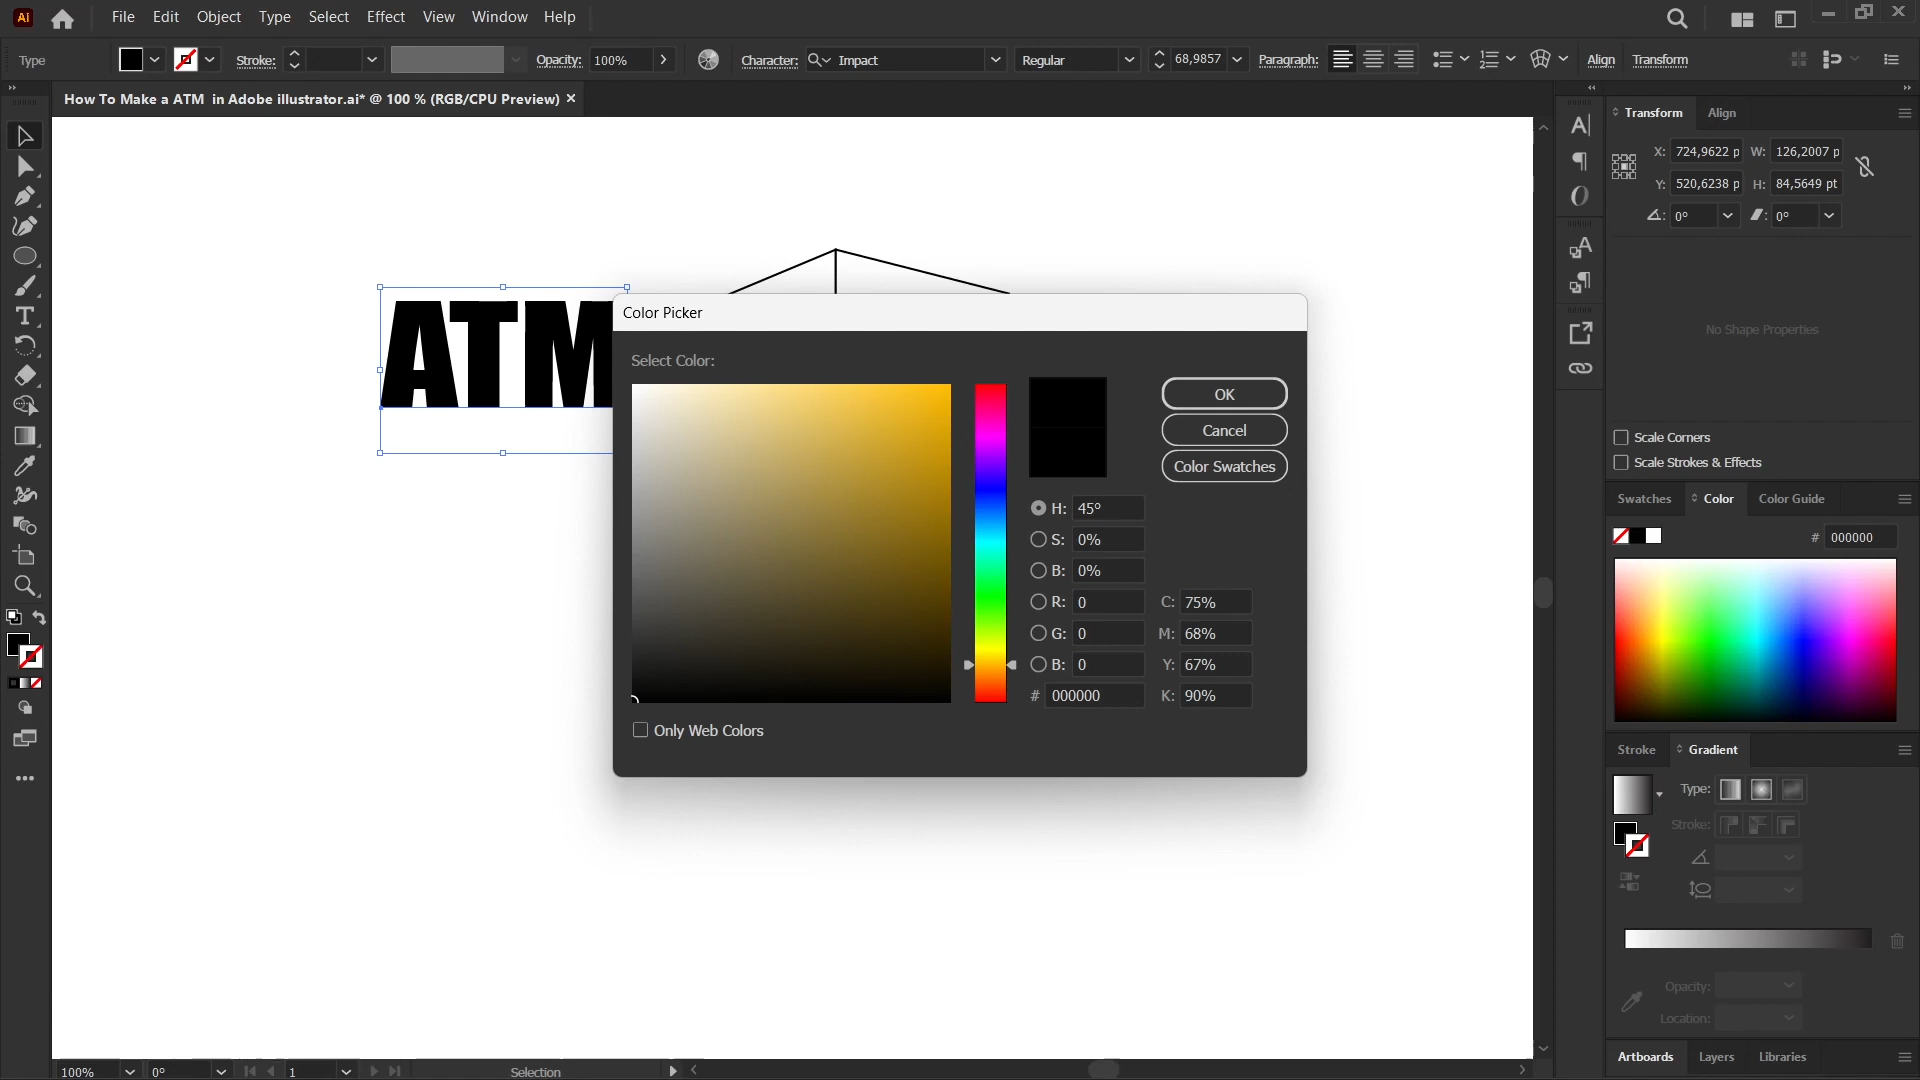 Ai File Edit Object Type Select Effect View Window Help
Type Stroke: Opacity: 100% Character: Impact Regular 68,9857 Paragraph: Align Transform
How To Make a ATM in Adobe illustrator.ai* @ 100 % (RGB/CPU Preview) ×
Transform Align
X: 724,9622 p W: 126,2007 p
Y: 520,6238 p H: 84,5649 pt
0° 0°
No Shape Properties
Scale Corners
Scale Strokes & Effects
ATM
Color Picker
Select Color:
OK
Cancel
Color Swatches
H: 45°
S: 0%
B: 0%
R: 0 C: 75%
G: 0 M: 68%
B: 0 Y: 67%
# 000000 K: 90%
Only Web Colors
Swatches Color Color Guide
# 000000
Stroke Gradient
Type:
Stroke:
Opacity:
Location:
Artboards Layers Libraries
100% 0° 1 Selection